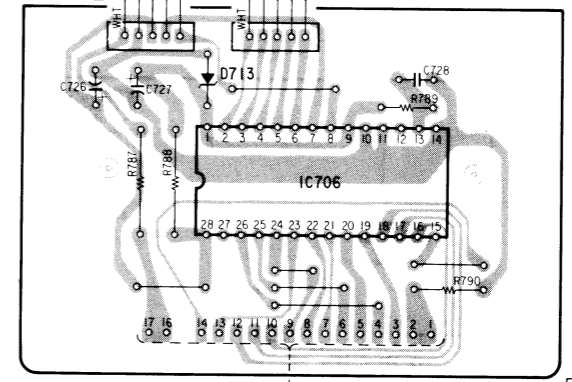 WHT
WHT
D713
C728
C726
C727
R789
1 2 3 4 5 6 7 8 9 10 11 12 13 14
R787
R788
IC706
28 27 26 25 24 23 22 21 20 19 18 17 16 15
R790
17 16 14 13 12 11 10 9 8 7 6 5 4 3 2 1